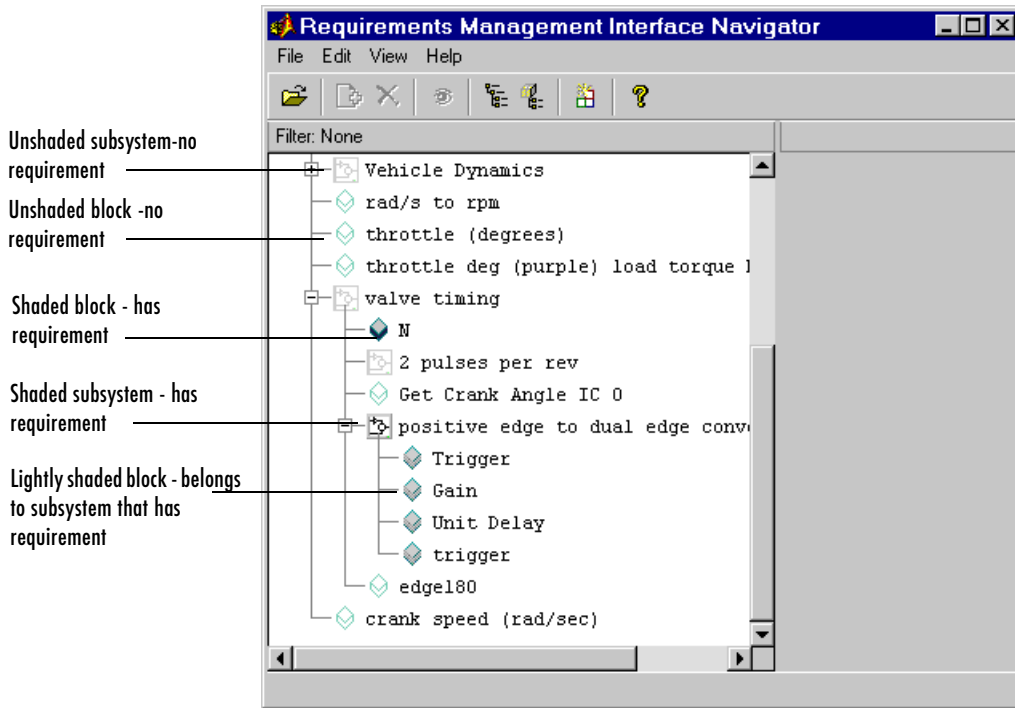 Requirements Management Interface Navigator
File Edit View Help
Filter: None
Vehicle Dynamics
rad/s to rpm
throttle (degrees)
throttle deg (purple) load torque
valve timing
N
2 pulses per rev
Get Crank Angle IC 0
positive edge to dual edge conv
Trigger
Gain
Unit Delay
trigger
edge180
crank speed (rad/sec)
Unshaded subsystem-no
requirement
Unshaded block -no
requirement
Shaded block - has
requirement
Shaded subsystem - has
requirement
Lightly shaded block - belongs
to subsystem that has
requirement